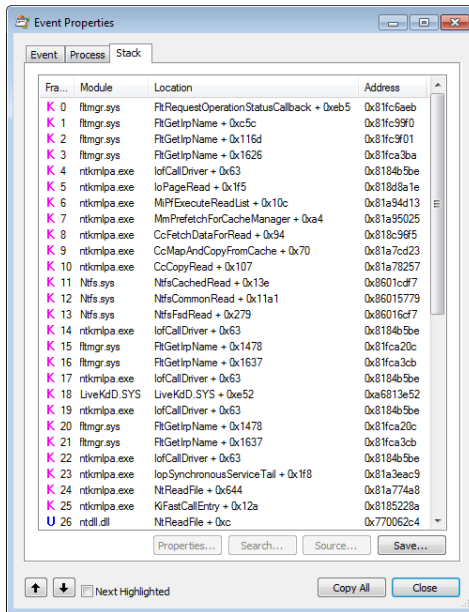 Event Properties
Event Process Stack
Fra... Module Location Address
K 0 fltmgr.sys FltRequestOperationStatusCallback + 0xeb5 0x81fc6aeb
K 1 fltmgr.sys FltGetIrpName + 0xc5c 0x81fc99f0
K 2 fltmgr.sys FltGetIrpName + 0x116d 0x81fc9f01
K 3 fltmgr.sys FltGetIrpName + 0x1626 0x81fca3ba
K 4 ntkrnlpa.exe IofCallDriver + 0x63 0x8184b5be
K 5 ntkrnlpa.exe IoPageRead + 0x1f5 0x818d8a1e
K 6 ntkrnlpa.exe MiPfExecuteReadList + 0x10c 0x81a94d13
K 7 ntkrnlpa.exe MmPrefetchForCacheManager + 0xa4 0x81a95025
K 8 ntkrnlpa.exe CcFetchDataForRead + 0x94 0x818c96f5
K 9 ntkrnlpa.exe CcMapAndCopyFromCache + 0x70 0x81a7cd23
K 10 ntkrnlpa.exe CcCopyRead + 0x107 0x81a78257
K 11 Ntfs.sys NtfsCachedRead + 0x13e 0x8601cdf7
K 12 Ntfs.sys NtfsCommonRead + 0x11a1 0x86015779
K 13 Ntfs.sys NtfsFsdRead + 0x279 0x86016cf7
K 14 ntkrnlpa.exe IofCallDriver + 0x63 0x8184b5be
K 15 fltmgr.sys FltGetIrpName + 0x1478 0x81fca20c
K 16 fltmgr.sys FltGetIrpName + 0x1637 0x81fca3cb
K 17 ntkrnlpa.exe IofCallDriver + 0x63 0x8184b5be
K 18 LiveKdD.SYS LiveKdD.SYS + 0xe52 0xa6813e52
K 19 ntkrnlpa.exe IofCallDriver + 0x63 0x8184b5be
K 20 fltmgr.sys FltGetIrpName + 0x1478 0x81fca20c
K 21 fltmgr.sys FltGetIrpName + 0x1637 0x81fca3cb
K 22 ntkrnlpa.exe IofCallDriver + 0x63 0x8184b5be
K 23 ntkrnlpa.exe IopSynchronousServiceTail + 0x1f8 0x81a3eac9
K 24 ntkrnlpa.exe NtReadFile + 0x644 0x81a774a8
K 25 ntkrnlpa.exe KiFastCallEntry + 0x12a 0x8185228a
U 26 ntdll.dll NtReadFile + 0xc 0x770062c4
Properties... Search... Source... Save...
Next Highlighted Copy All Close